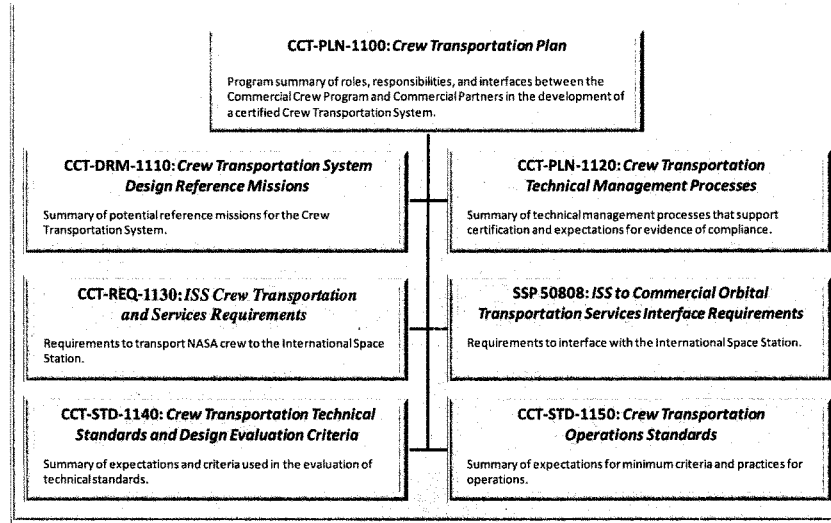 CCT-PLN-1100: Crew Transportation Plan
Program summary of roles, responsibilities, and interfaces between the
Commercial Crew Program and Commercial Partners in the development of
a certified Crew Transportation System.
CCT-DRM-1110: Crew Transportation System
Design Reference Missions
Summary of potential reference missions for the Crew
Transportation System.
CCT-PLN-1120: Crew Transportation
Technical Management Processes
Summary of technical management processes that support
certification and expectations for evidence of compliance.
CCT-REQ-1130: ISS Crew Transportation
and Services Requirements
Requirements to transport NASA crew to the International Space
Station.
SSP 50808: ISS to Commercial Orbital
Transportation Services Interface Requirements
Requirements to interface with the International Space Station.
CCT-STD-1140: Crew Transportation Technical
Standards and Design Evaluation Criteria
Summary of expectations and criteria used in the evaluation of
technical standards.
CCT-STD-1150: Crew Transportation
Operations Standards
Summary of expectations for minimum criteria and practices for
operations.